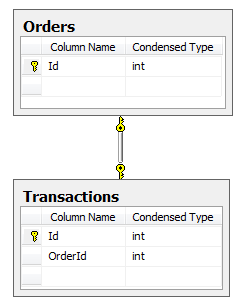 Orders
Column Name Condensed Type
Id int
Transactions
Column Name Condensed Type
Id int
OrderId int